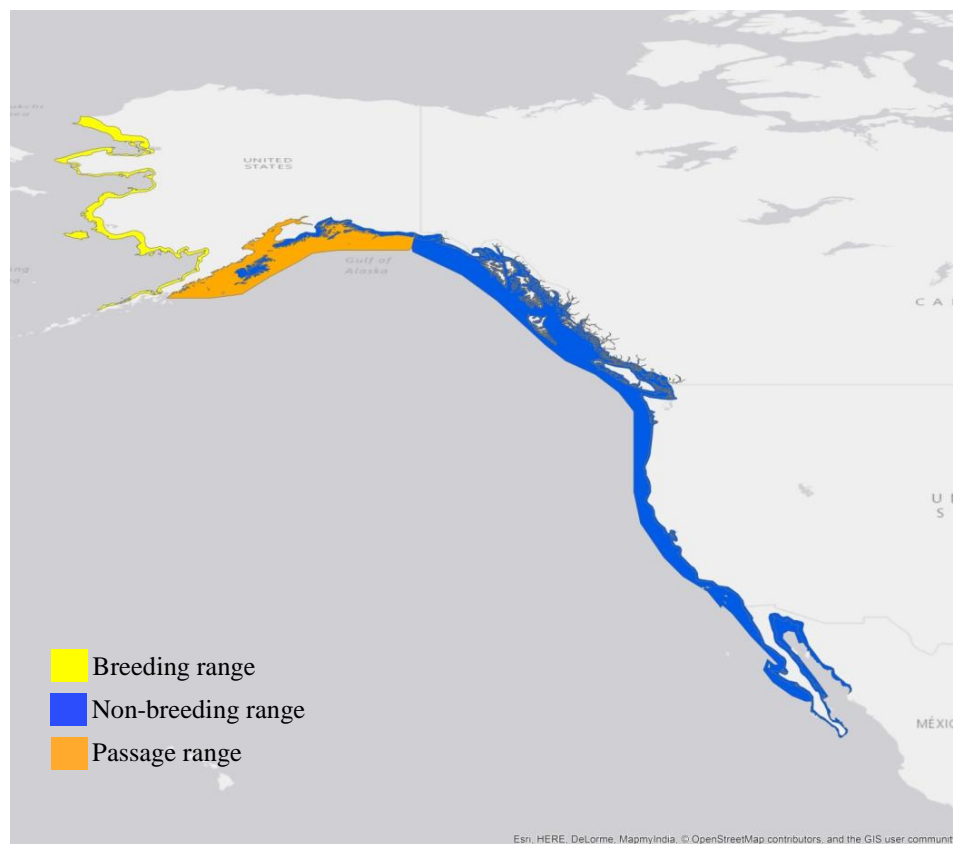 UNITED
STATES
Gulf of
Alaska
C A
U
S
MÉXIC
Breeding range
Non-breeding range
Passage range
Esri, HERE, DeLorme, MapmyIndia, © OpenStreetMap contributors, and the GIS user communit